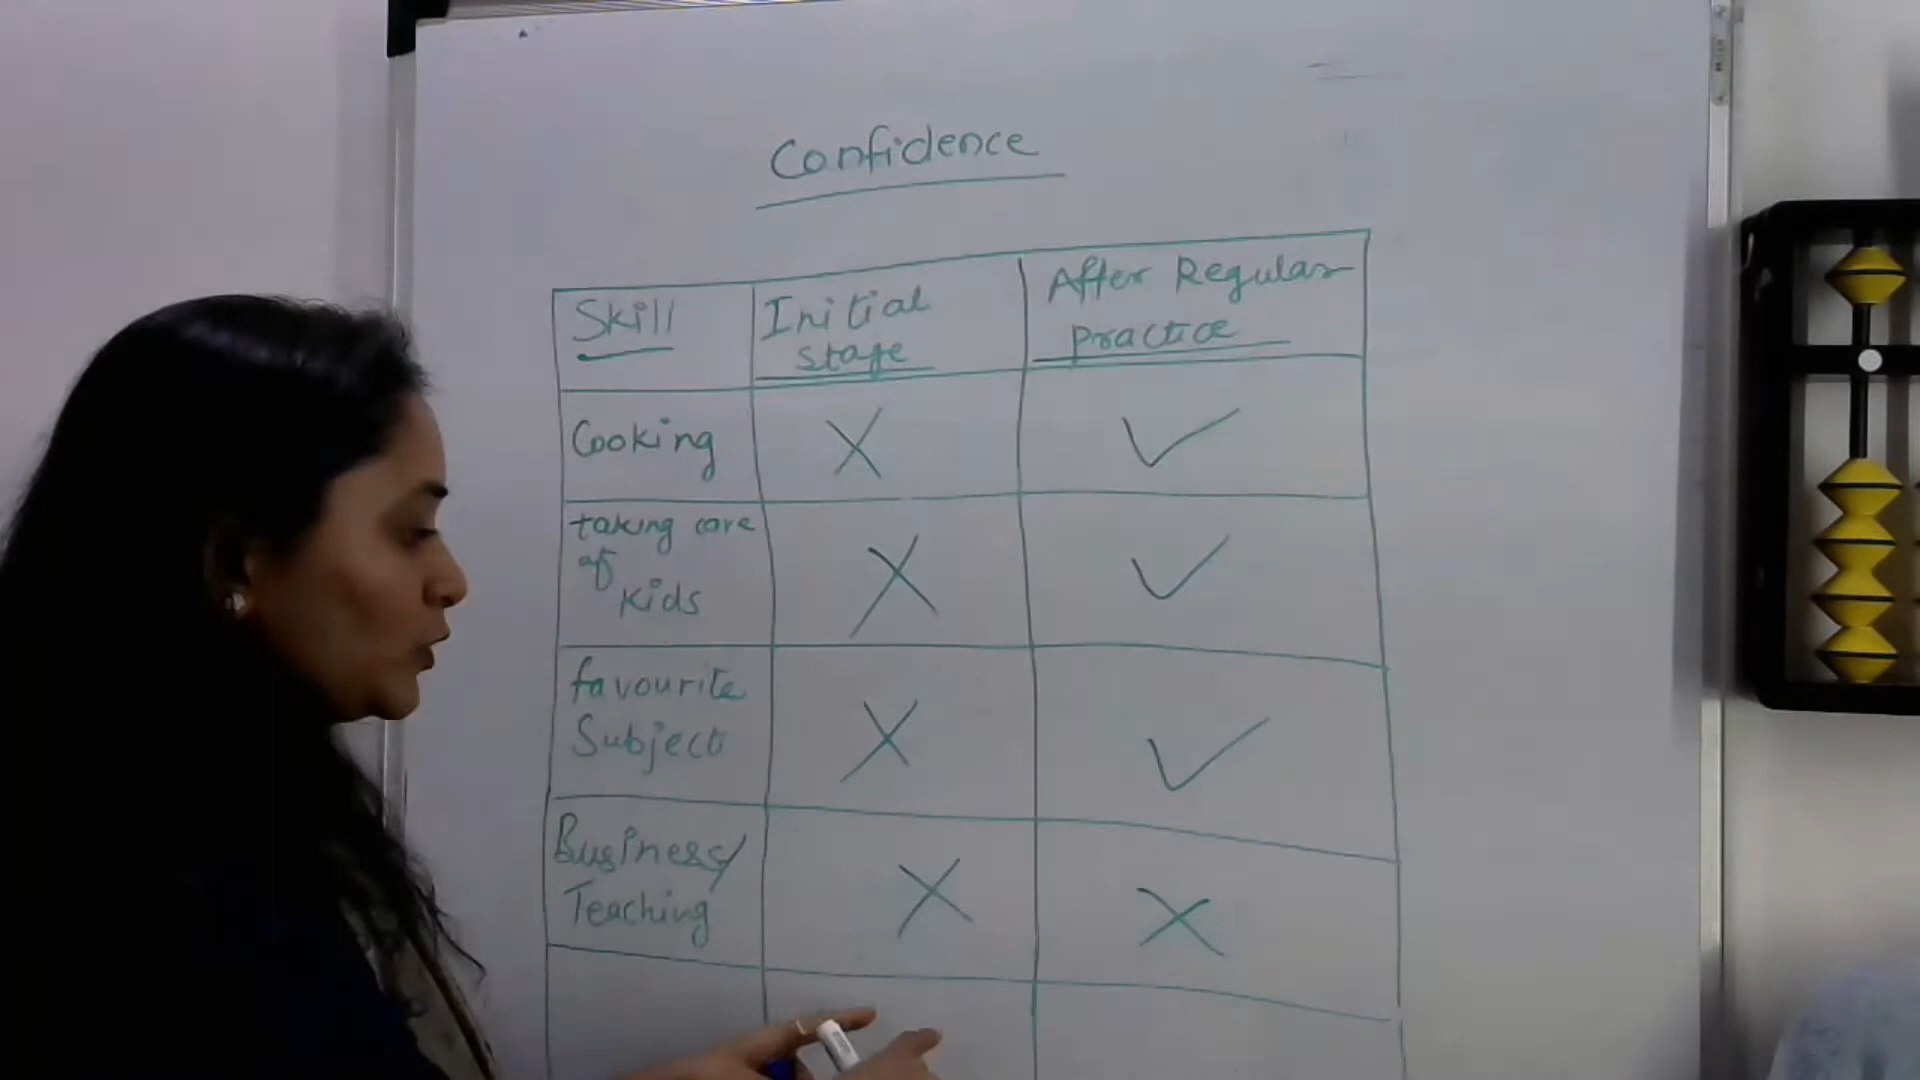 Confidence
Skill
Initial
Stage
After Regular
Practice
Cooking
X
✓
taking care
of
Kids
X
✓
favourite
Subject
X
✓
Business/
Teaching
X
X